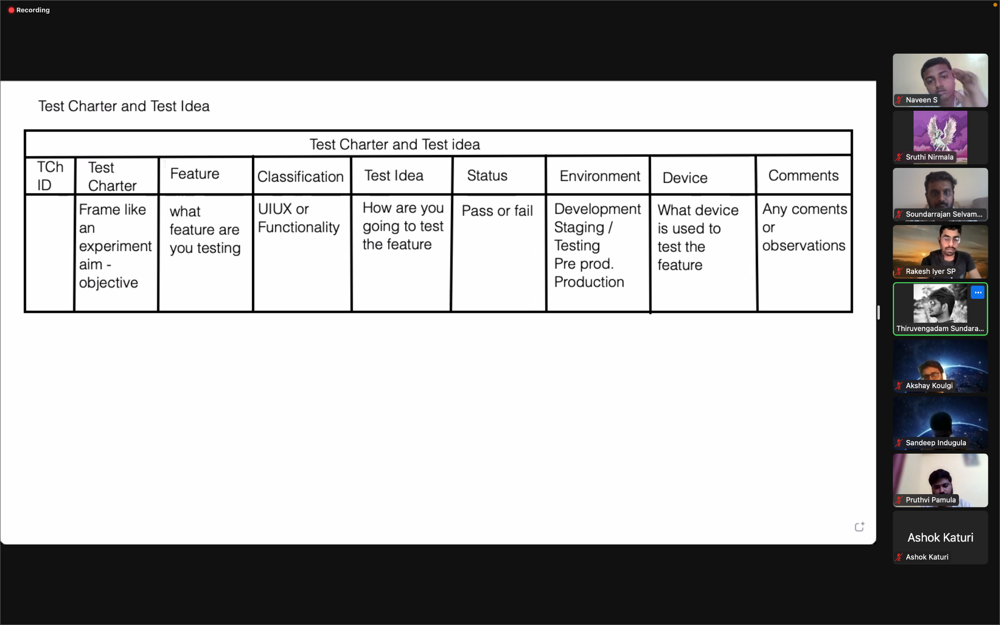 Recording
Test Charter and Test Idea
Test Charter and Test idea
TCh
ID
Test
Charter
Feature
Classification
Test Idea
Status
Environment
Device
Comments
Frame like
an
experiment
aim -
objective
what
feature are
you testing
UIUX or
Functionality
How are you
going to test
the feature
Pass or fail
Development
Staging /
Testing
Pre prod.
Production
What device
is used to
test the
feature
Any coments
or
observations
Naveen S
Sruthi Nirmala
Soundarrajan Selvam...
Rakesh Iyer SP
Thiruvengadam Sundara...
Akshay Koulgi
Sandeep Indugula
Pruthvi Pamula
Ashok Katuri
Ashok Katuri